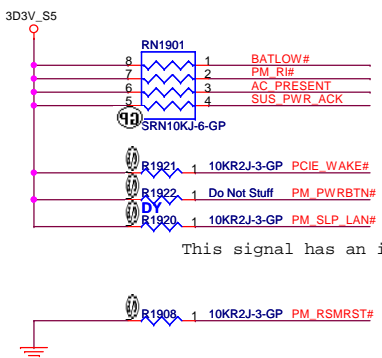 3D3V_S5
RN1901
8 1 BATLOW#
7 2 PM_RI#
6 3 AC_PRESENT
5 4 SUS_PWR_ACK
SRN10KJ-6-GP
R1921 1 10KR2J-3-GP PCIE_WAKE#
R1922 1 Do Not Stuff PM_PWRBTN#
DY
R1920 1 10KR2J-3-GP PM_SLP_LAN#
This signal has an i
R1908 1 10KR2J-3-GP PM_RSMRST#